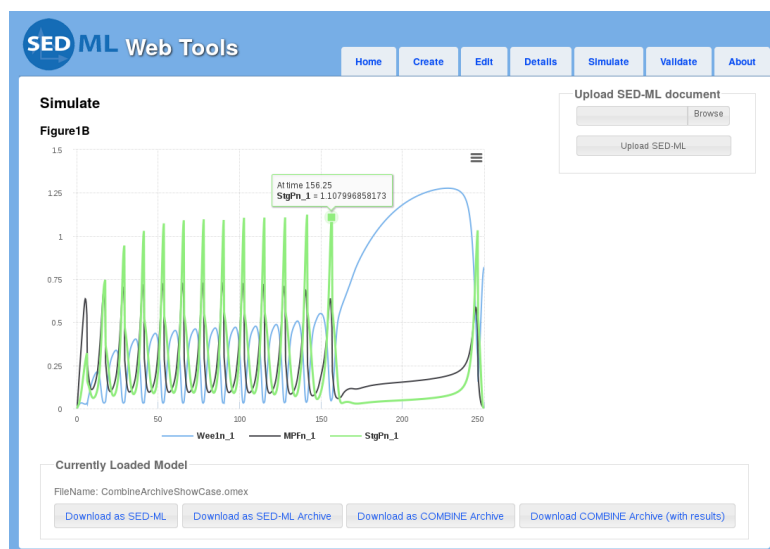 SED ML Web Tools
Home Create Edit Details Simulate Validate About
Simulate
Upload SED-ML document
Browse
Upload SED-ML
Figure1B
1.5
1.25
1
0.75
0.5
0.25
0
At time 156.25
StgPn_1 = 1.107996858173
0 50 100 150 200 250
Wee1n_1 MPFn_1 StgPn_1
Currently Loaded Model
FileName: CombineArchiveShowCase.omex
Download as SED-ML Download as SED-ML Archive Download as COMBINE Archive Download COMBINE Archive (with results)